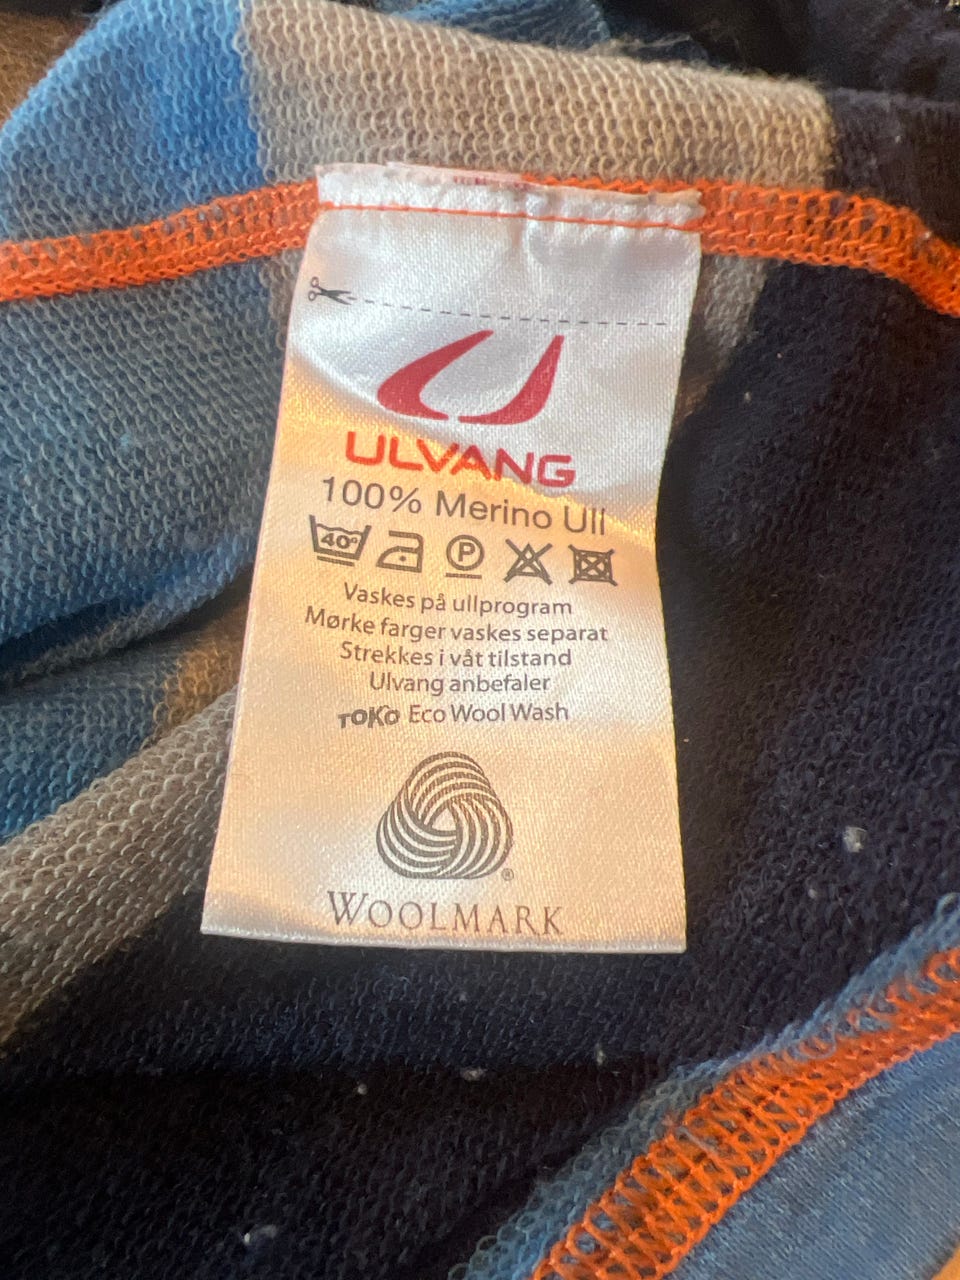 ULVANG
100% Merino Ull
40° P
Vaskes på ullprogram
Mørke farger vaskes separat
Strekkes i våt tilstand
Ulvang anbefaler
TOKO Eco Wool Wash
®
WOOLMARK